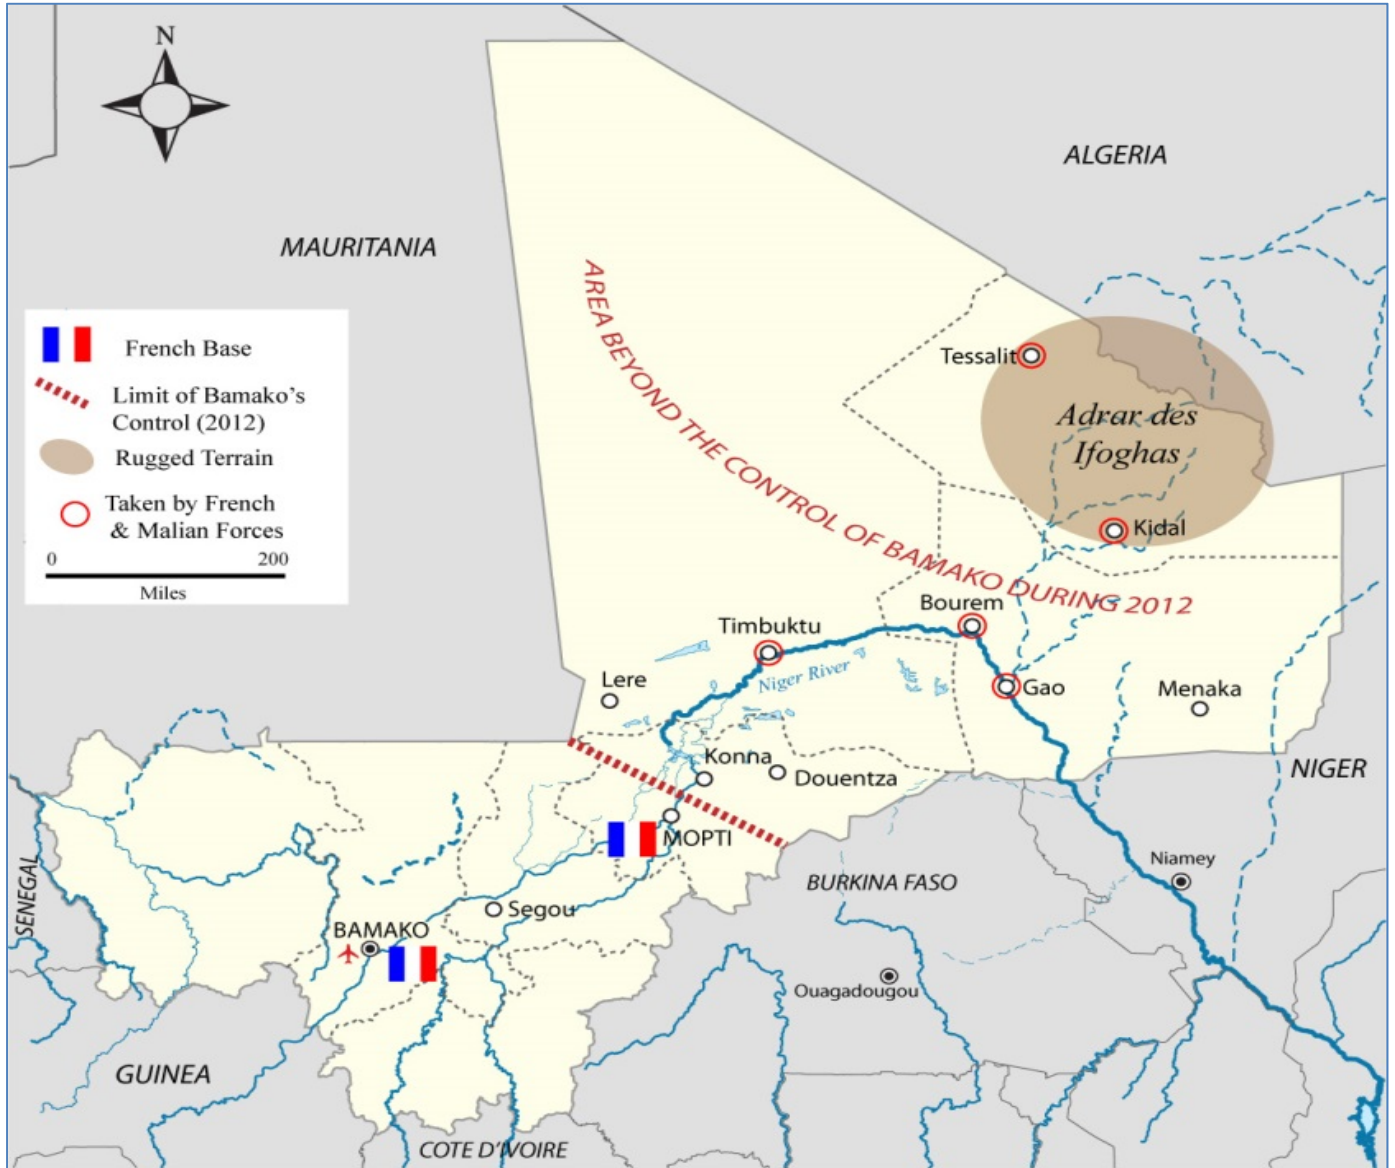 N
ALGERIA
MAURITANIA
French Base
Limit of Bamako's
Control (2012)
Rugged Terrain
Taken by French
& Malian Forces
0 200
Miles
AREA BEYOND THE CONTROL OF BAMAKO DURING 2012
Tessalit
Adrar des
Ifoghas
Kidal
Bourem
Timbuktu
Niger River
Lere
Gao
Menaka
Konna
Douentza
NIGER
MOPTI
Niamey
BURKINA FASO
SENEGAL
Segou
BAMAKO
Ouagadougou
GUINEA
COTE D'IVOIRE